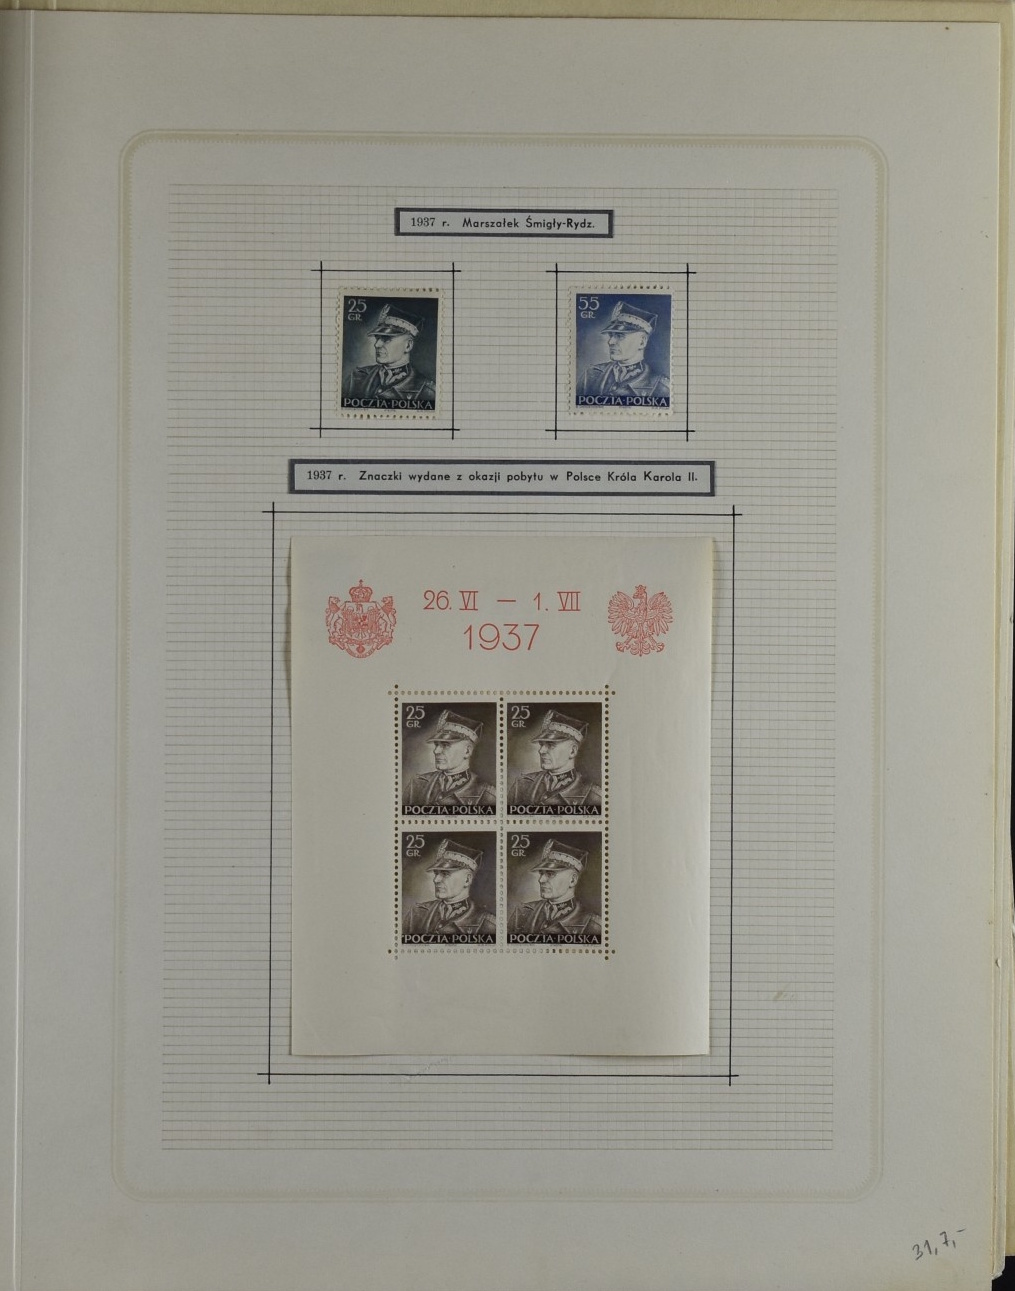 1937 r. Marszałek Śmigły-Rydz.
25
GR.
POCZTA·POLSKA
55
GR.
POCZTA·POLSKA
1937 r. Znaczki wydane z okazji pobytu w Polsce Króla Karola II.
26. VI — 1. VII
1937
25
GR.
POCZTA·POLSKA
25
GR.
POCZTA·POLSKA
25
GR.
POCZTA·POLSKA
25
GR.
POCZTA·POLSKA
31,7,-